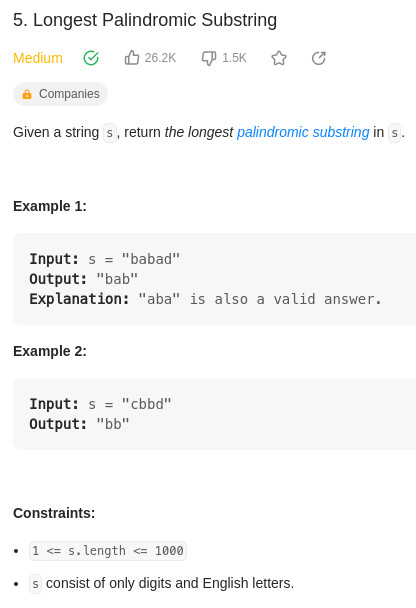 5. Longest Palindromic Substring
Medium 26.2K 1.5K
Companies
Given a string s, return the longest palindromic substring in s.
Example 1:
Input: s = "babad"
Output: "bab"
Explanation: "aba" is also a valid answer.
Example 2:
Input: s = "cbbd"
Output: "bb"
Constraints:
• 1 <= s.length <= 1000
• s consist of only digits and English letters.